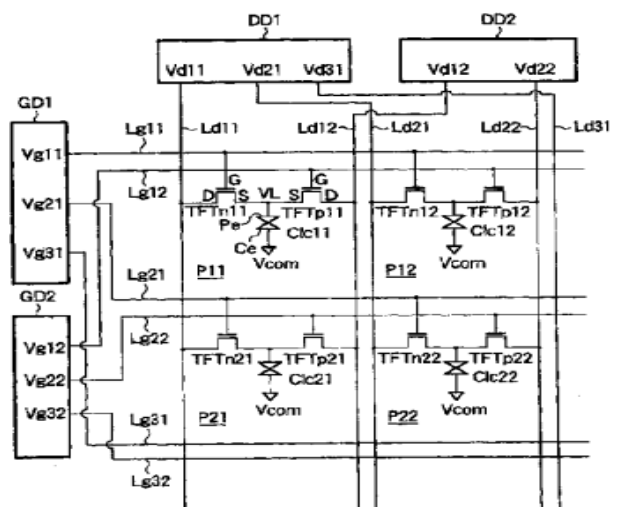 DD1 DD2
Vd11 Vd21 Vd31 Vd12 Vd22
GD1
Lg11 Ld11 Ld12 Ld21 Ld22 Ld31
Vg11
G G
Lg12 D S VL S D
Vg21 TFTn11 TFTp11 TFTn12 TFTp12
Pe Clc11 Clc12
Ce
Vg31 Vcom Vcom
Lg21 P11 P12
GD2
Vg12 Lg22
Vg22 TFTn21 TFTp21 TFTn22 TFTp22
Clc21 Clc22
Vg32 Vcom Vcom
Lg31 P21 P22
Lg32